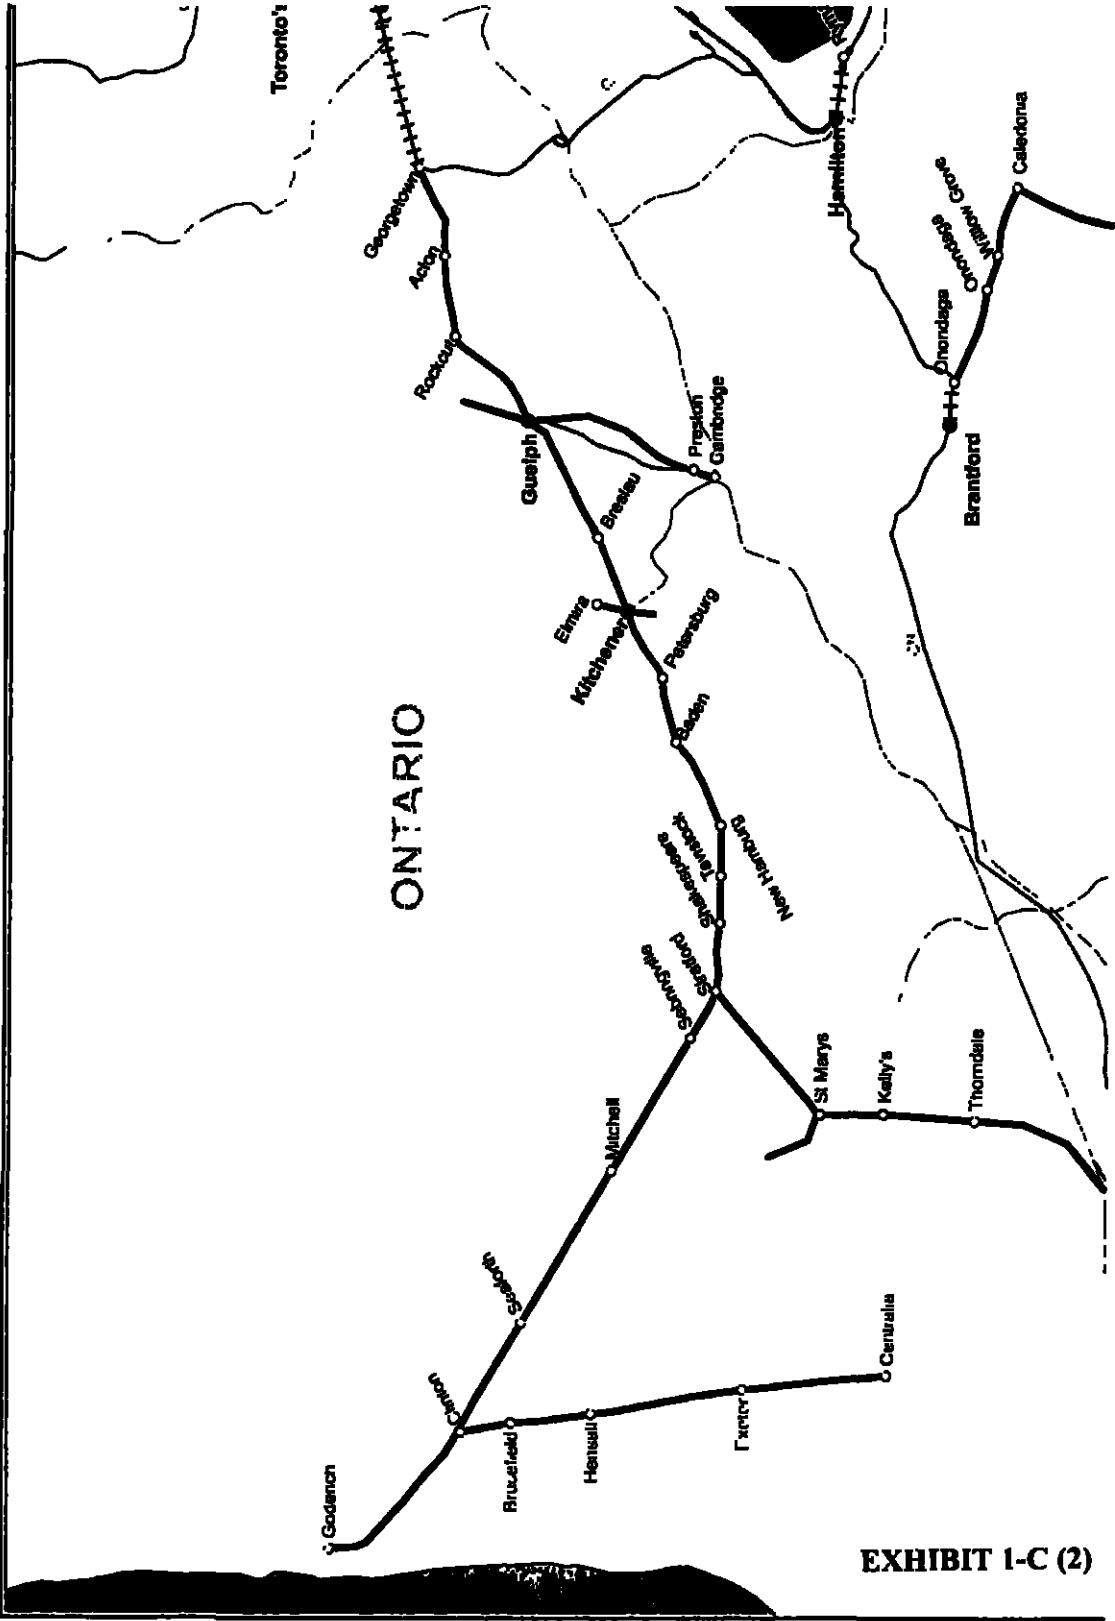 Toronto's
Georgetown
Acton
Rockcut
Guelph
Preston
Cambridge
Breslau
Elmira
Kitchener
Petersburg
Baden
New Hamburg
Tavistock
Shakespeare
Stratford
Sebringville
St Marys
Kelly's
Thorndale
Mitchell
Seaforth
Clinton
Brucefield
Hensall
Exeter
Centralia
Goderich
ONTARIO
Hamilton
Caledonia
Willow Grove
Onondaga
Onondaga
Brantford
EXHIBIT 1-C (2)